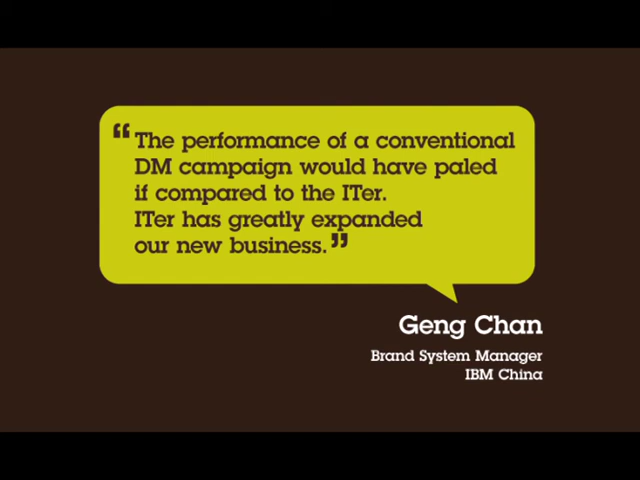 “The performance of a conventional
DM campaign would have paled
if compared to the ITer.
ITer has greatly expanded
our new business.”
Geng Chan
Brand System Manager
IBM China